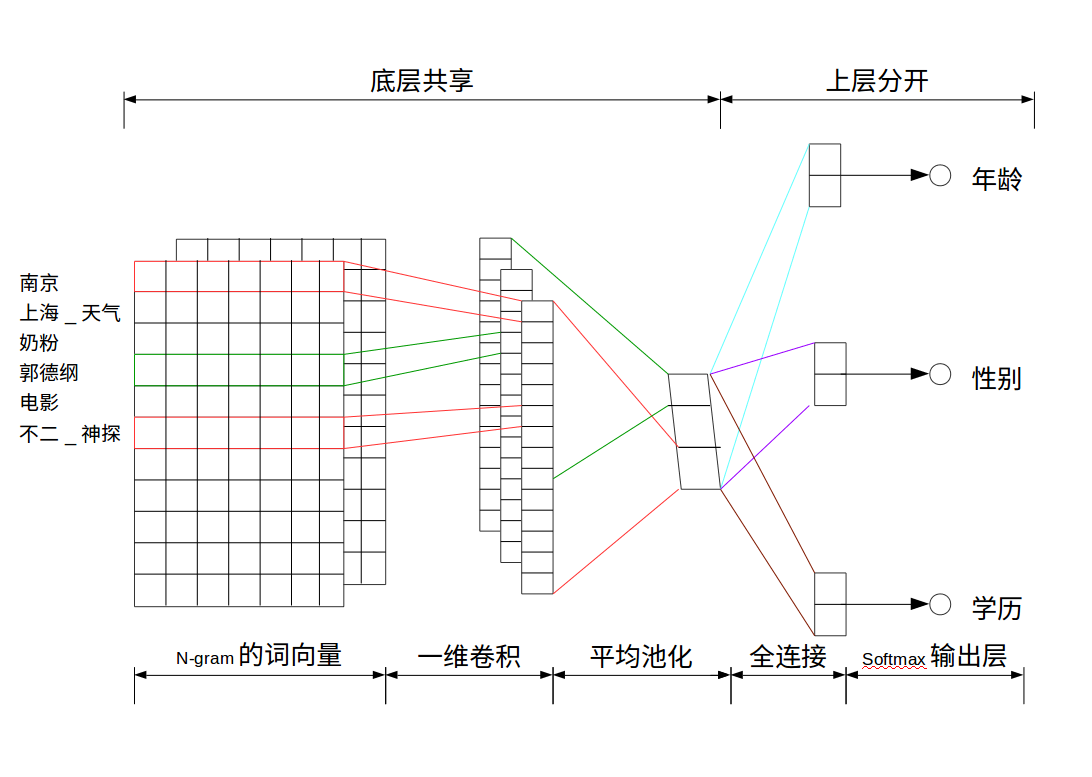 底层共享
上层分开
年龄
南京
上海 _ 天气
奶粉
郭德纲
电影
不二 _ 神探
性别
学历
N-gram 的词向量
一维卷积
平均池化
全连接
Softmax 输出层